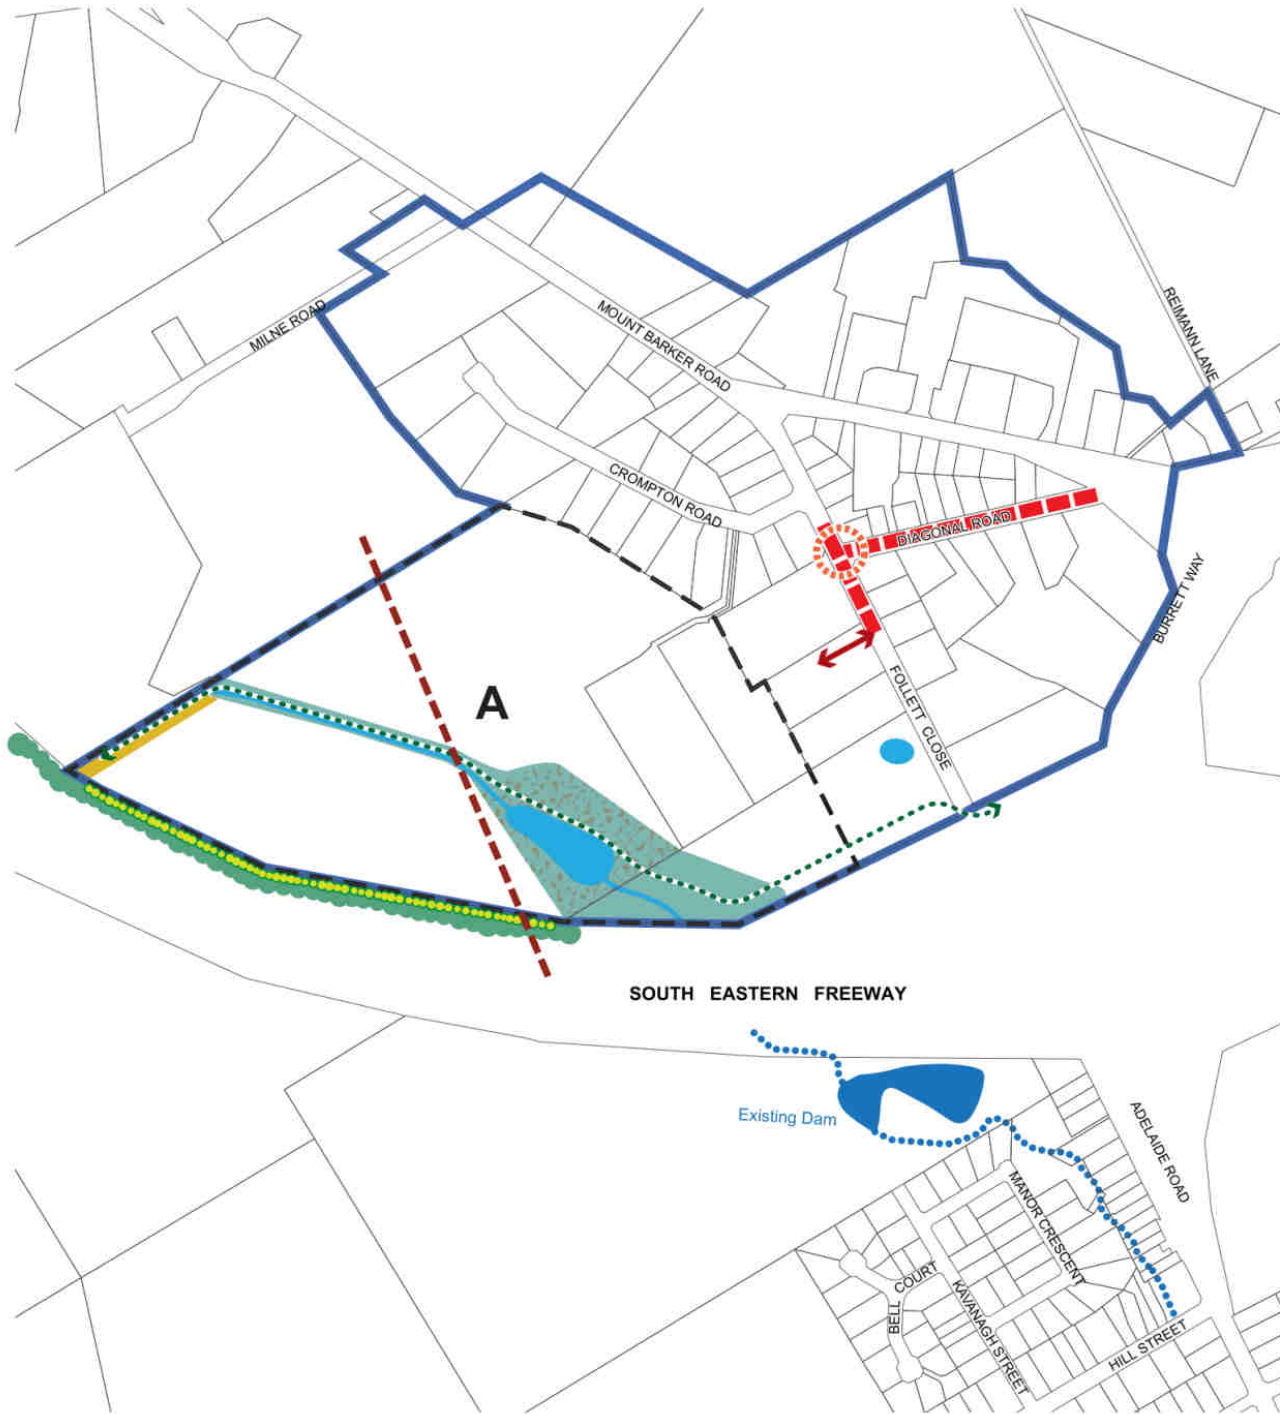 REIMANN LANE
MILNE ROAD
MOUNT BARKER ROAD
CROMPTON ROAD
DIAGONAL ROAD
BURRETT WAY
FOLLETT CLOSE
A
SOUTH EASTERN FREEWAY
Existing Dam
ADELAIDE ROAD
MANOR CRESCENT
BELL COURT
KAVANAGH STREET
HILL STREET